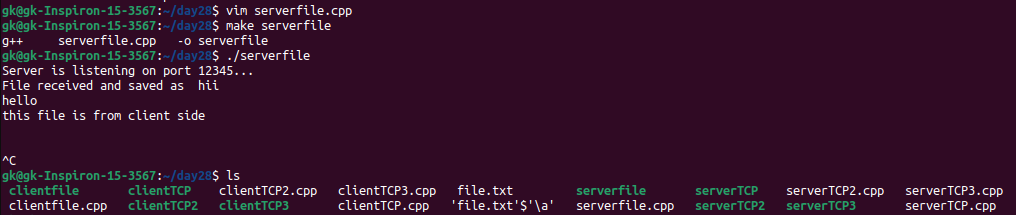 gk@gk-Inspiron-15-3567:~/day28$ vim serverfile.cpp
gk@gk-Inspiron-15-3567:~/day28$ make serverfile
g++     serverfile.cpp   -o serverfile
gk@gk-Inspiron-15-3567:~/day28$ ./serverfile
Server is listening on port 12345...
File received and saved as  hii
hello
this file is from client side
^C
gk@gk-Inspiron-15-3567:~/day28$ ls
clientfile      clientTCP    clientTCP2.cpp   clientTCP3.cpp   file.txt         serverfile       serverTCP    serverTCP2.cpp   serverTCP3.cpp
clientfile.cpp  clientTCP2   clientTCP3       clientTCP.cpp   'file.txt'$'\a'   serverfile.cpp   serverTCP2   serverTCP3       serverTCP.cpp